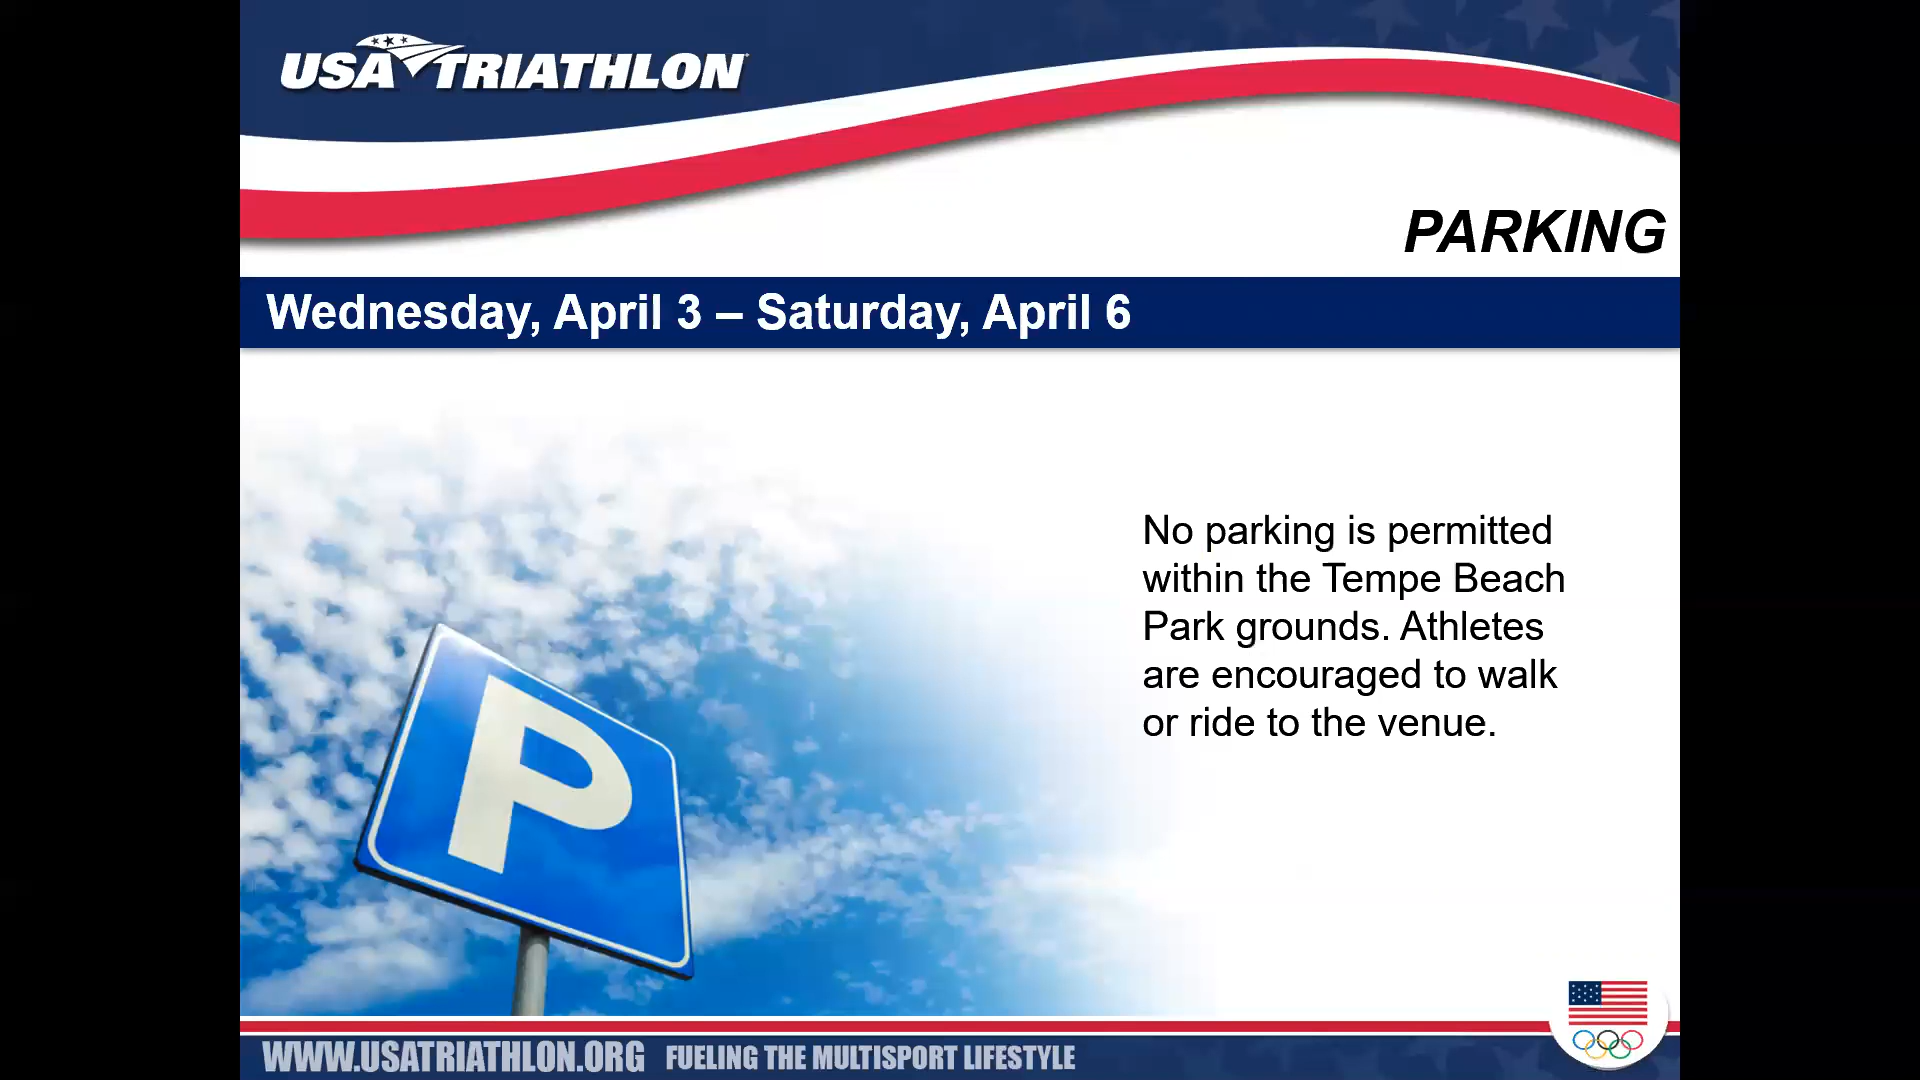 USA TRIATHLON
PARKING
Wednesday, April 3 – Saturday, April 6
No parking is permitted
within the Tempe Beach
Park grounds. Athletes
are encouraged to walk
or ride to the venue.
P
WWW.USATRIATHLON.ORG FUELING THE MULTISPORT LIFESTYLE